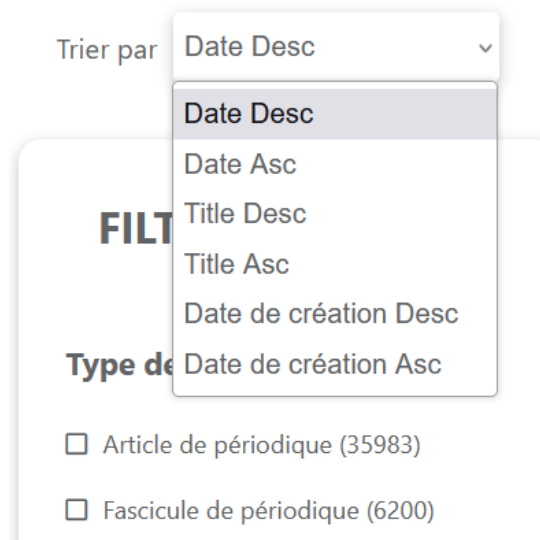 Trier par Date Desc
Date Desc
Date Asc
Title Desc
Title Asc
Date de création Desc
Date de création Asc
FILT
Type de
Article de périodique (35983)
Fascicule de périodique (6200)